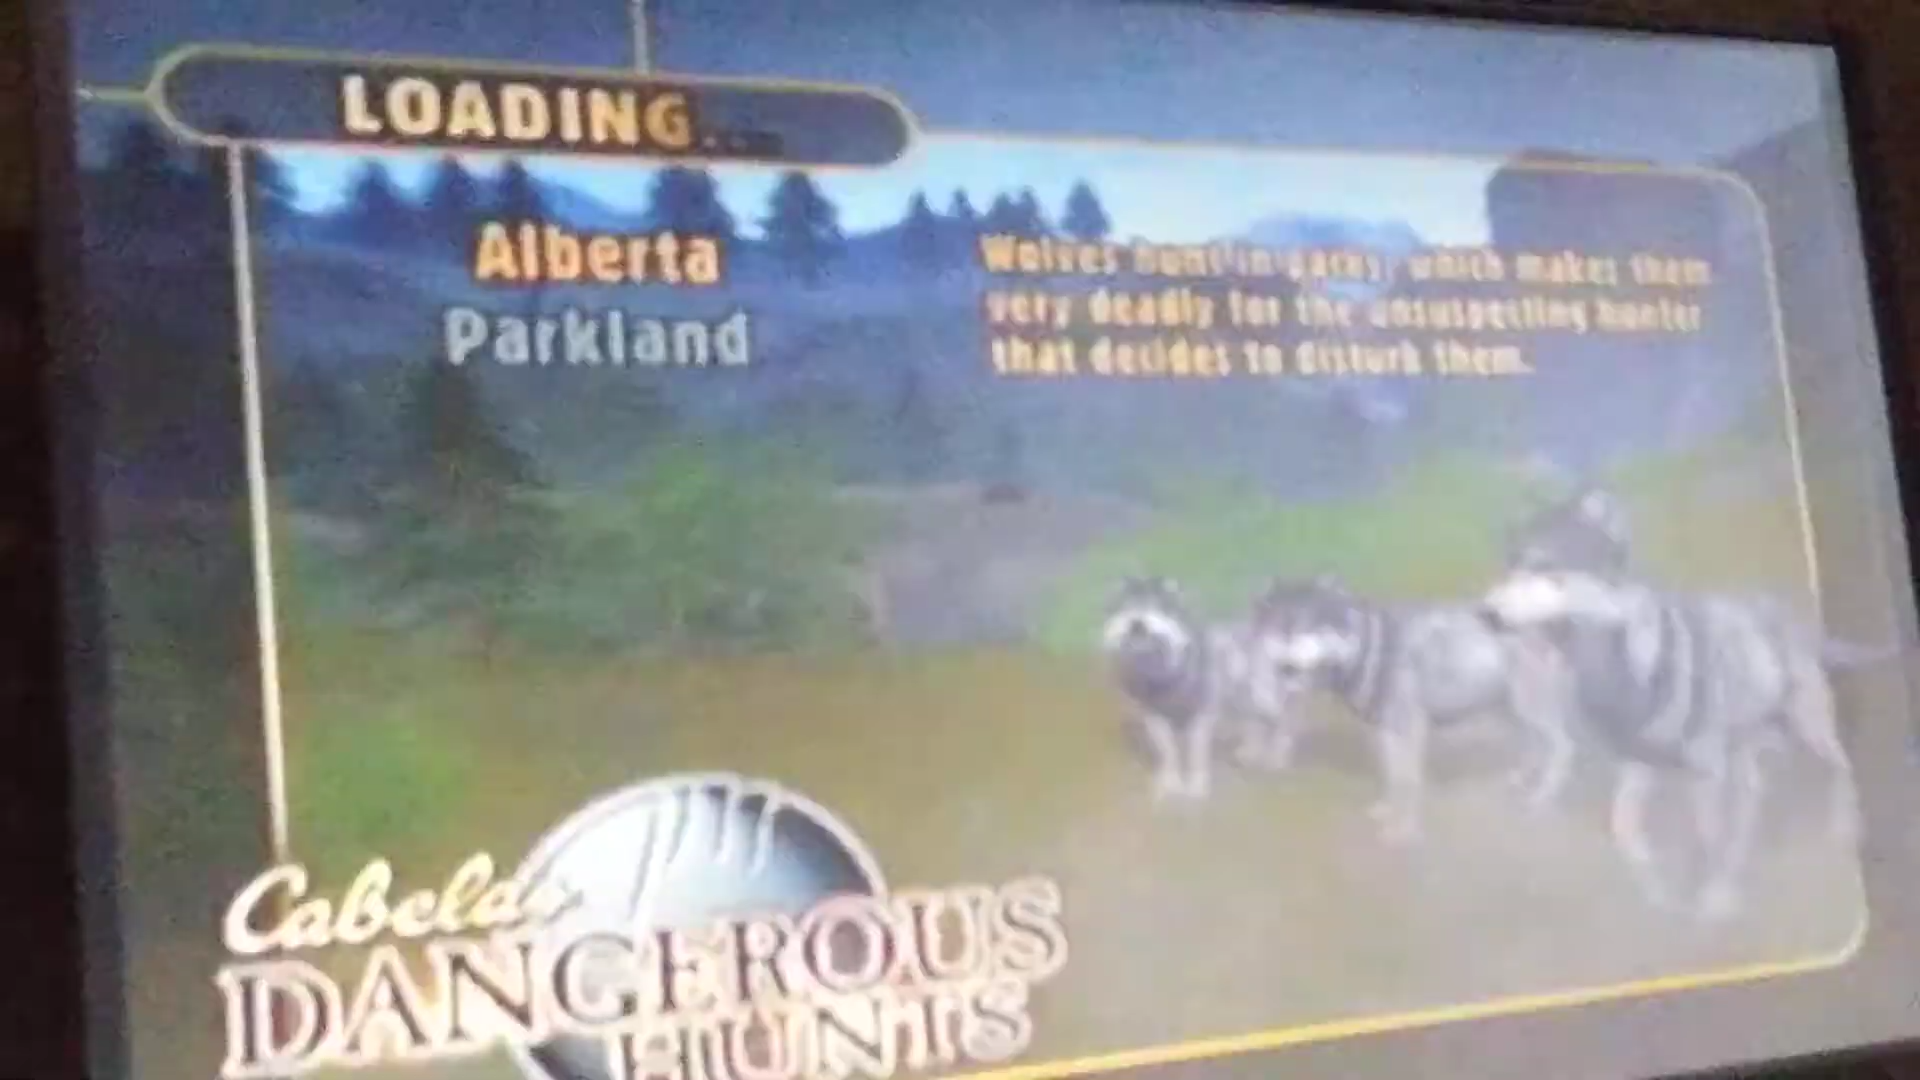 LOADING...
Alberta
Parkland
Wolves hunt in packs, which makes them
very deadly for the unsuspecting hunter
that decides to disturb them.
Cabela's
DANGEROUS
HUNTS